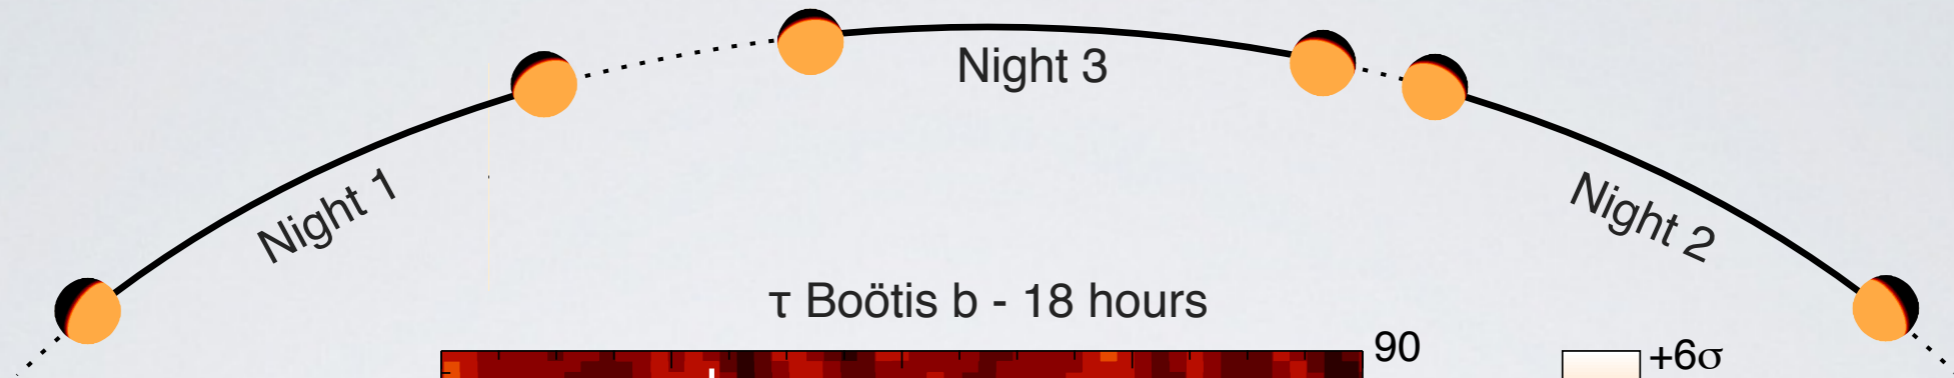 Night 1
Night 3
Night 2
τ Boötis b - 18 hours
90
+6σ